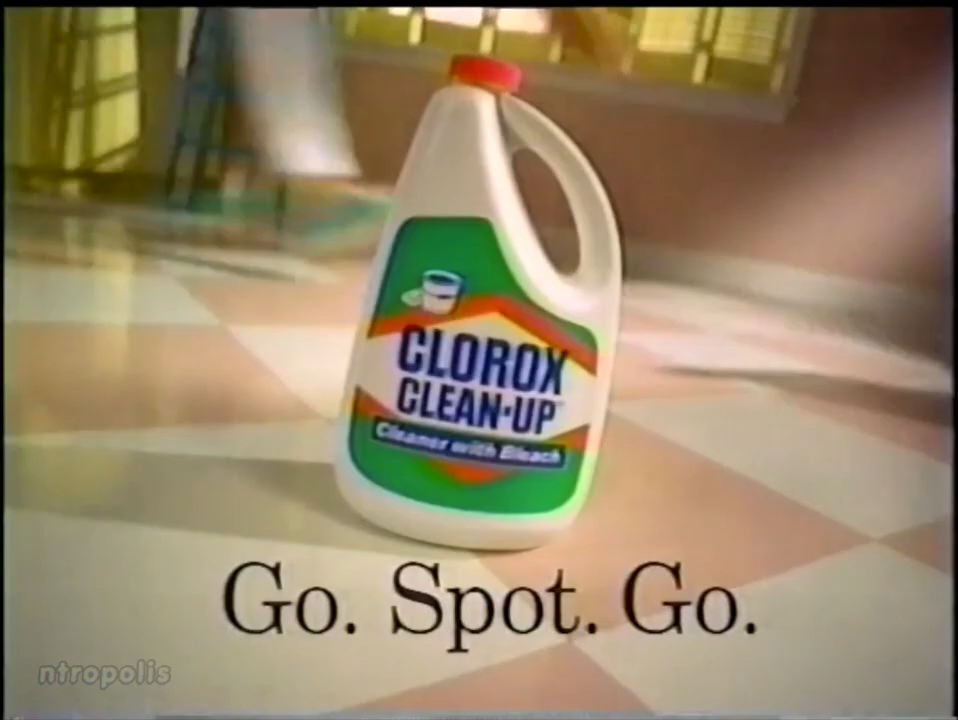 CLOROX
CLEAN-UP
Cleaner with Bleach
Go. Spot. Go.
ntropolis